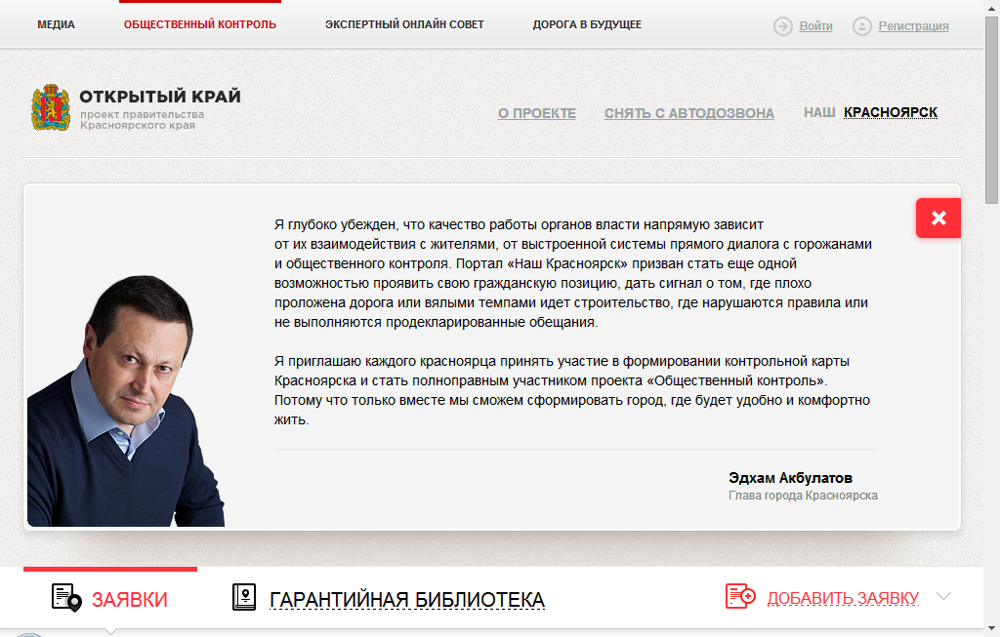 МЕДИА
ОБЩЕСТВЕННЫЙ КОНТРОЛЬ
ЭКСПЕРТНЫЙ ОНЛАЙН СОВЕТ
ДОРОГА В БУДУЩЕЕ
Войти
Регистрация
ОТКРЫТЫЙ КРАЙ
проект правительства
Красноярского края
О ПРОЕКТЕ
СНЯТЬ С АВТОДОЗВОНА
НАШ КРАСНОЯРСК
Я глубоко убежден, что качество работы органов власти напрямую зависит
от их взаимодействия с жителями, от выстроенной системы прямого диалога с горожанами
и общественного контроля. Портал «Наш Красноярск» призван стать еще одной
возможностью проявить свою гражданскую позицию, дать сигнал о том, где плохо
проложена дорога или вялыми темпами идет строительство, где нарушаются правила или
не выполняются продекларированные обещания.
Я приглашаю каждого красноярца принять участие в формировании контрольной карты
Красноярска и стать полноправным участником проекта «Общественный контроль».
Потому что только вместе мы сможем сформировать город, где будет удобно и комфортно
жить.
Эдхам Акбулатов
Глава города Красноярска
ЗАЯВКИ
ГАРАНТИЙНАЯ БИБЛИОТЕКА
ДОБАВИТЬ ЗАЯВКУ